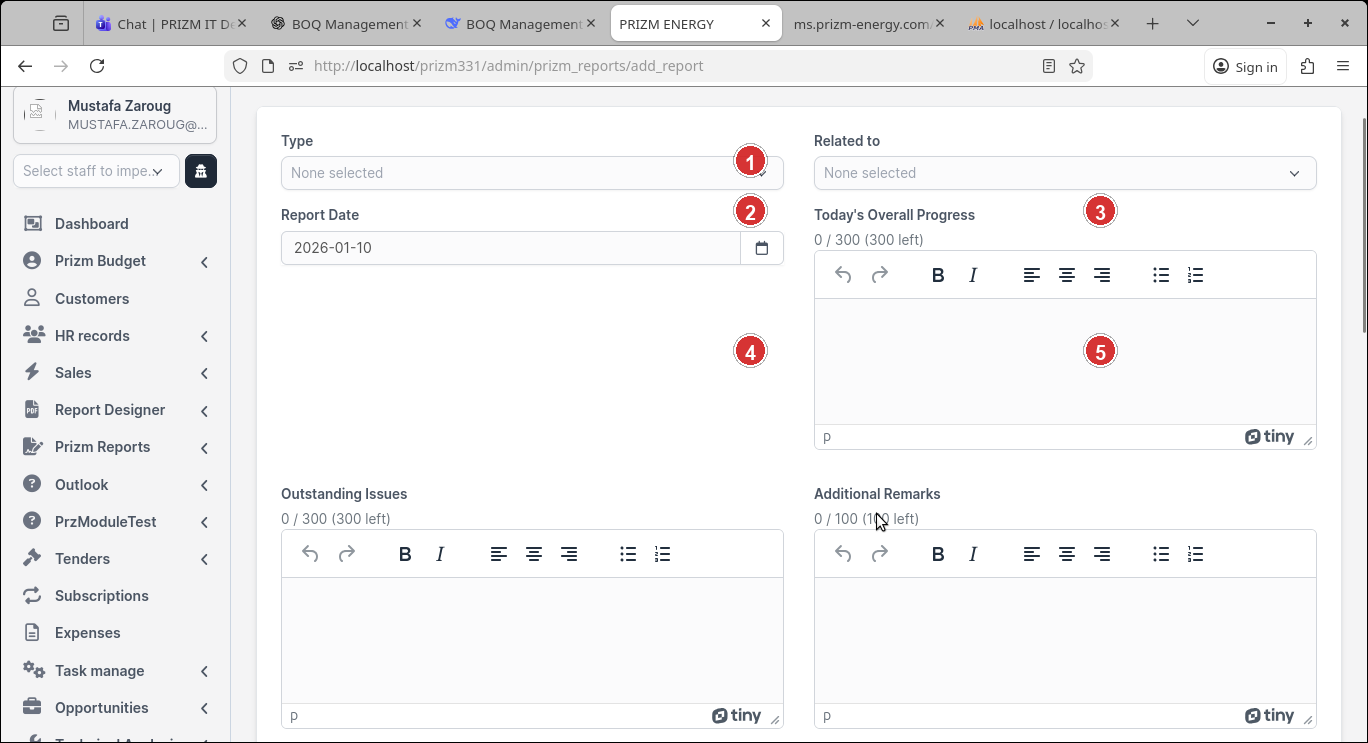 Chat | PRIZM IT De
BOQ Management
BOQ Management
PRIZM ENERGY
ms.prizm-energy.com/
localhost / localhos
http://localhost/prizm331/admin/prizm_reports/add_report
Sign in
Mustafa Zaroug
MUSTAFA.ZAROUG@...
Select staff to impe..
Dashboard
Prizm Budget
Customers
HR records
Sales
Report Designer
Prizm Reports
Outlook
PrzModuleTest
Tenders
Subscriptions
Expenses
Task manage
Opportunities
Type
None selected
1
Related to
None selected
Report Date
2
2026-01-10
Today's Overall Progress
3
0 / 300 (300 left)
B I
4
5
p
tiny
Outstanding Issues
0 / 300 (300 left)
B I
p
tiny
Additional Remarks
0 / 100 (100 left)
B I
p
tiny